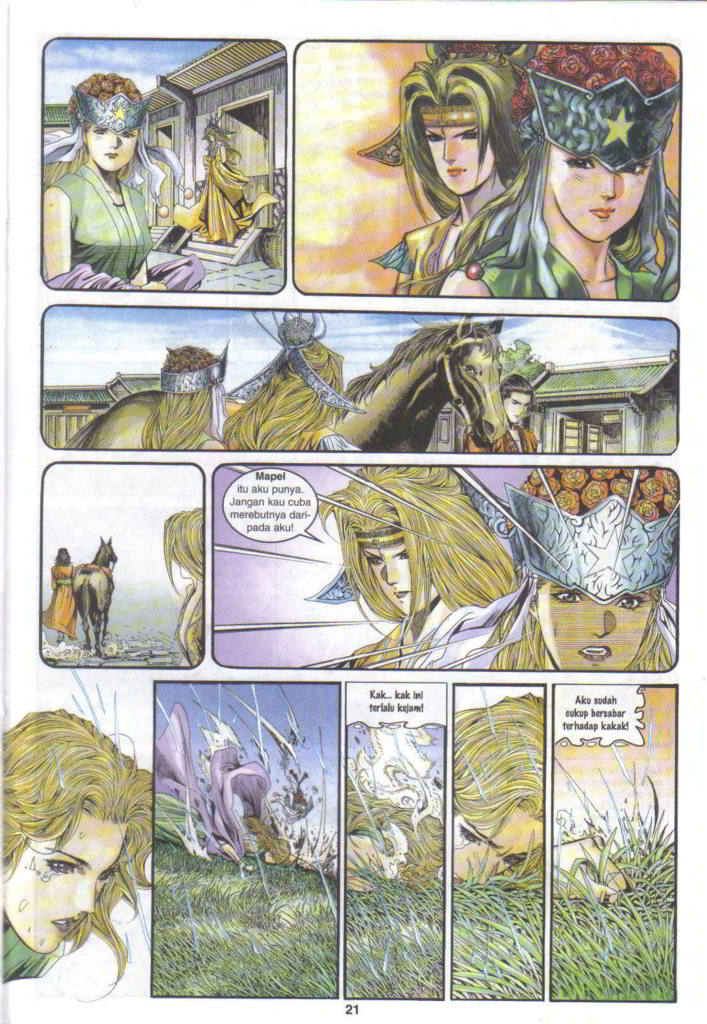 Mapei
itu aku punya.
Jangan kau cuba
merebutnya dari-
pada aku!
Kak... kak ini
terlalu kejam!
Aku sudah
cukup bersabar
terhadap kakak!
21